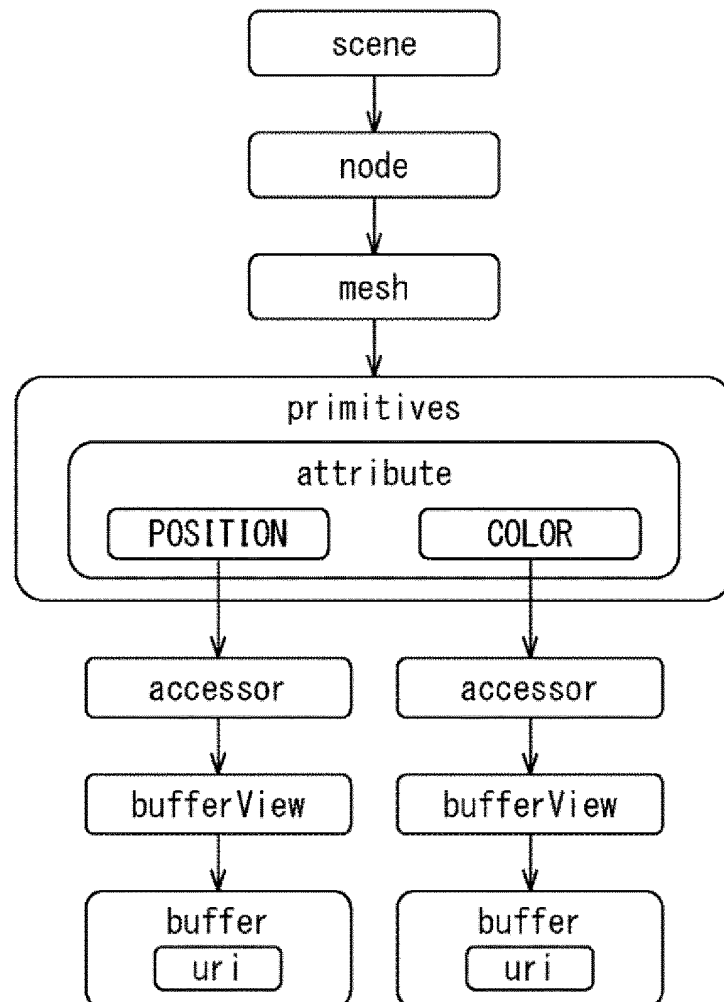 scene
node
mesh
primitives
attribute
POSITION COLOR
accessor accessor
bufferView bufferView
buffer buffer
uri uri